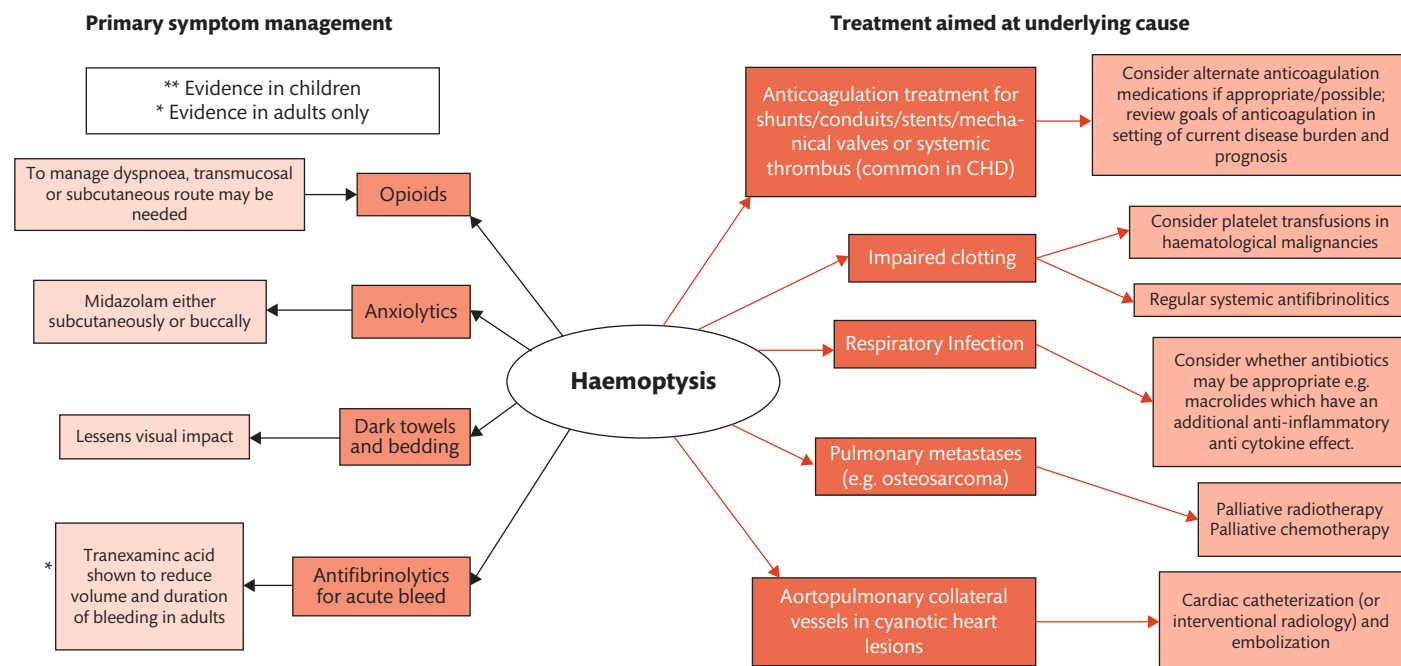 Primary symptom management
** Evidence in children
* Evidence in adults only
To manage dyspnoea, transmucosal
or subcutaneous route may be
needed
Opioids
Midazolam either
subcutaneously or buccally
Anxiolytics
Lessens visual impact
Dark towels
and bedding
*
Tranexaminc acid
shown to reduce
volume and duration
of bleeding in adults
Antifibrinolytics
for acute bleed
Haemoptysis
Treatment aimed at underlying cause
Anticoagulation treatment for
shunts/conduits/stents/mecha-
nical valves or systemic
thrombus (common in CHD)
Consider alternate anticoagulation
medications if appropriate/possible;
review goals of anticoagulation in
setting of current disease burden and
prognosis
Impaired clotting
Consider platelet transfusions in
haematological malignancies
Regular systemic antifibrinolitics
Respiratory Infection
Consider whether antibiotics
may be appropriate e.g.
macrolides which have an
additional anti-inflammatory
anti cytokine effect.
Pulmonary metastases
(e.g. osteosarcoma)
Palliative radiotherapy
Palliative chemotherapy
Aortopulmonary collateral
vessels in cyanotic heart
lesions
Cardiac catheterization (or
interventional radiology) and
embolization